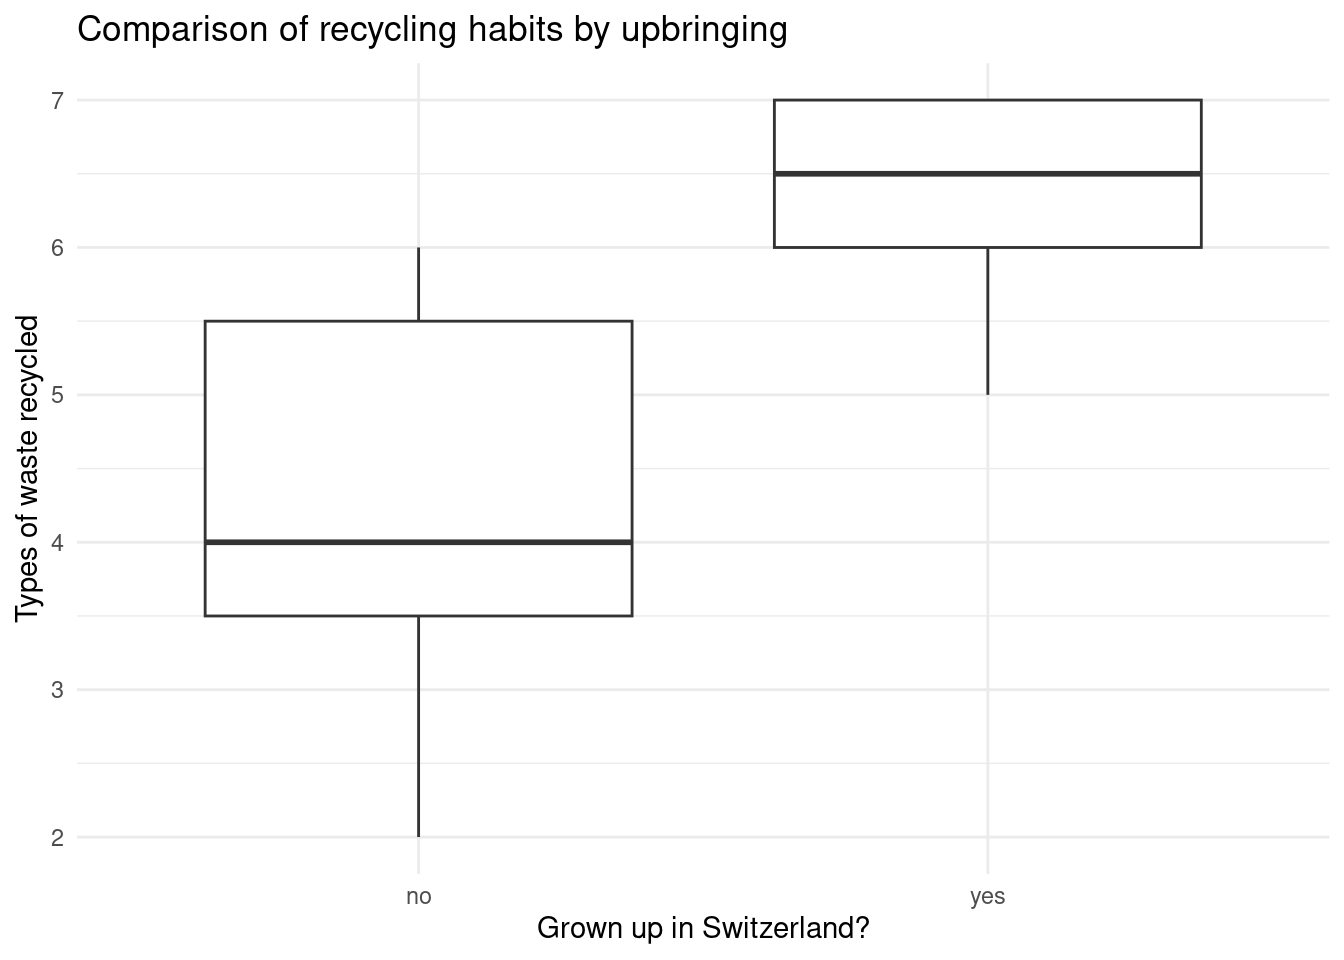 Comparison of recycling habits by upbringing
Types of waste recycled
7
6
5
4
3
2
no yes
Grown up in Switzerland?